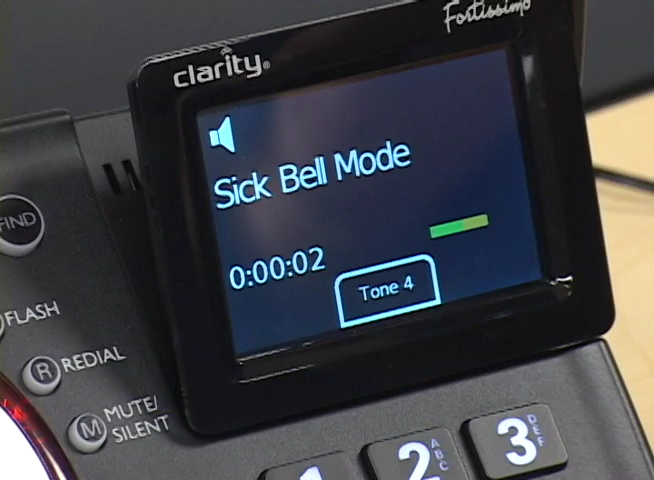 Fortissimo
clarity®
Sick Bell Mode
0:00:02
Tone 4
FIND
FLASH
R REDIAL
M MUTE/
SILENT
1
2 ABC
3 DEF